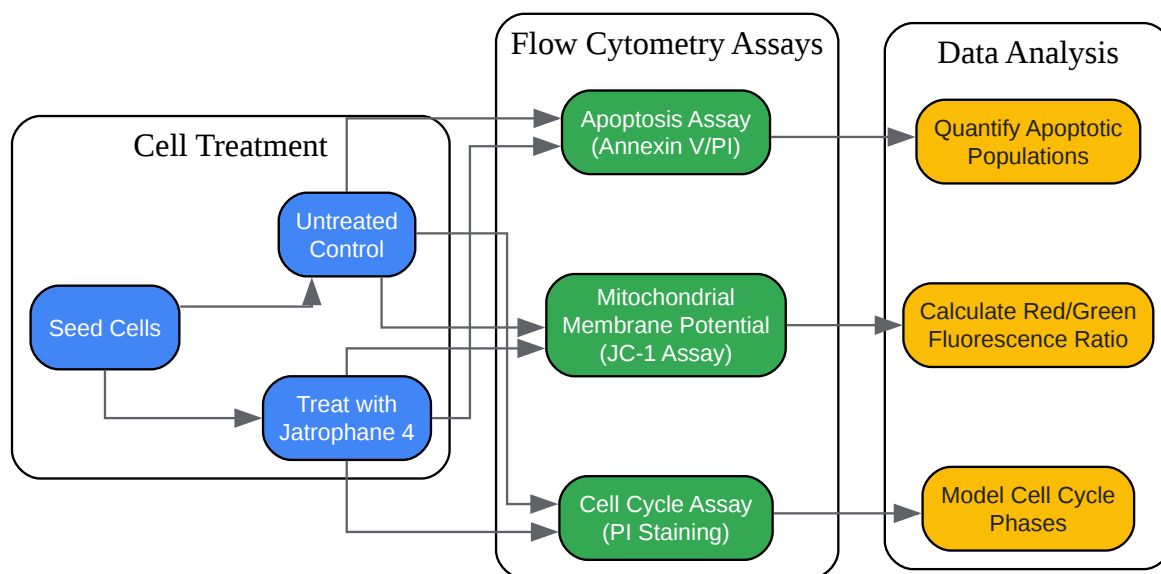 Cell Treatment
Seed Cells
Untreated
Control
Treat with
Jatrophane 4
Flow Cytometry Assays
Apoptosis Assay
(Annexin V/PI)
Mitochondrial
Membrane Potential
(JC-1 Assay)
Cell Cycle Assay
(PI Staining)
Data Analysis
Quantify Apoptotic
Populations
Calculate Red/Green
Fluorescence Ratio
Model Cell Cycle
Phases